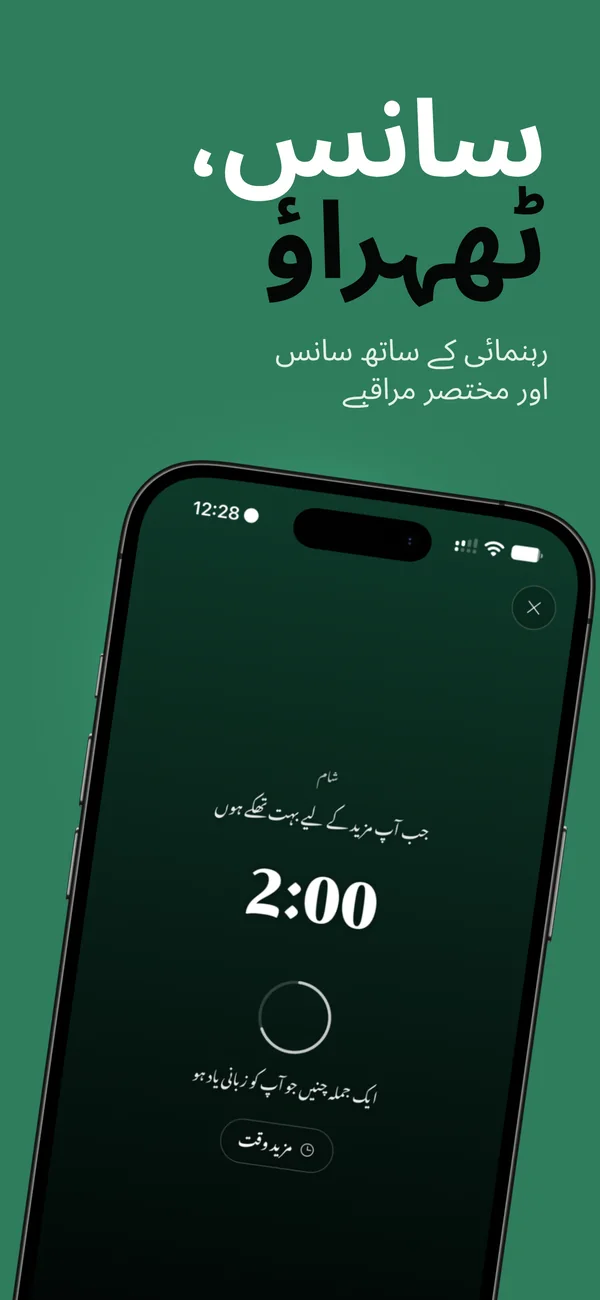 سانس،
ٹھہراؤ
رہنمائی کے ساتھ سانس
اور مختصر مراقبے
12:28
شام
جب آپ مزید کے لیے بہت تھکے ہوں
2:00
ایک جملہ چنیں جو آپ کو زبانی یاد ہو
مزید وقت